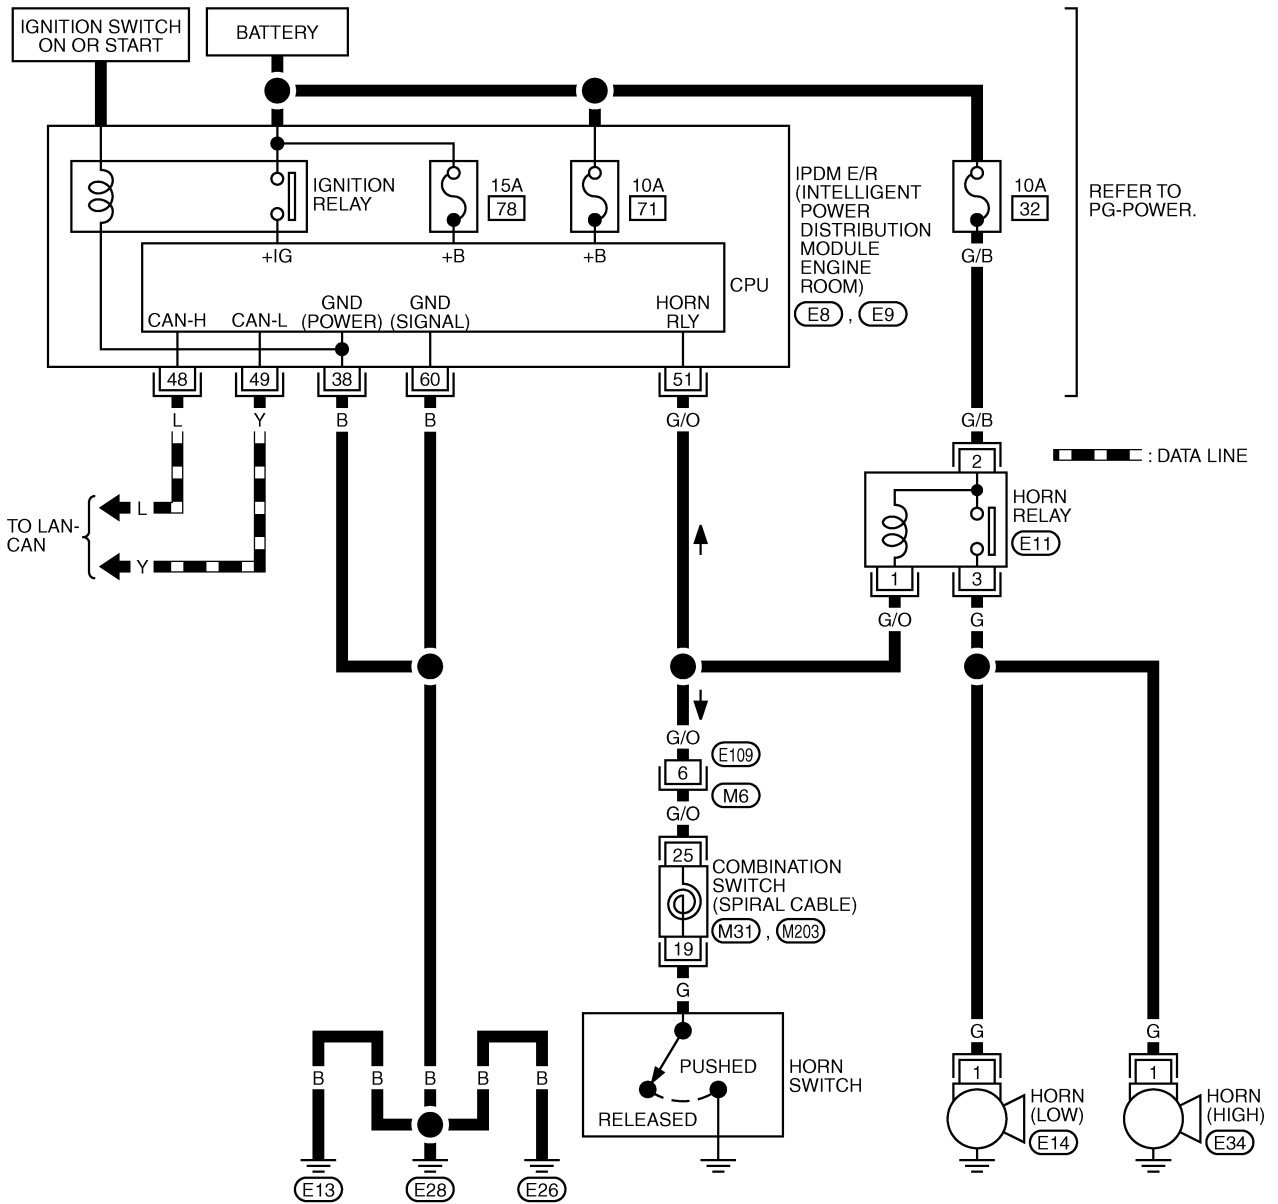 IGNITION SWITCH
ON OR START
BATTERY
IGNITION
RELAY
15A
78
10A
71
IPDM E/R
(INTELLIGENT
POWER
DISTRIBUTION
MODULE
ENGINE
ROOM)
E8 , E9
10A
32
REFER TO
PG-POWER.
G/B
+IG
+B
+B
CPU
CAN-H
CAN-L
GND
(POWER)
GND
(SIGNAL)
HORN
RLY
48
49
38
60
51
L
Y
B
B
G/O
G/B
: DATA LINE
2
HORN
RELAY
E11
TO LAN-
CAN
L
Y
1
3
G/O
G
G/O
E109
6
M6
G/O
25
COMBINATION
SWITCH
(SPIRAL CABLE)
M31 , M203
19
G
PUSHED
RELEASED
HORN
SWITCH
B
B
B
B
B
E13
E28
E26
G
G
1
1
HORN
(LOW)
E14
HORN
(HIGH)
E34